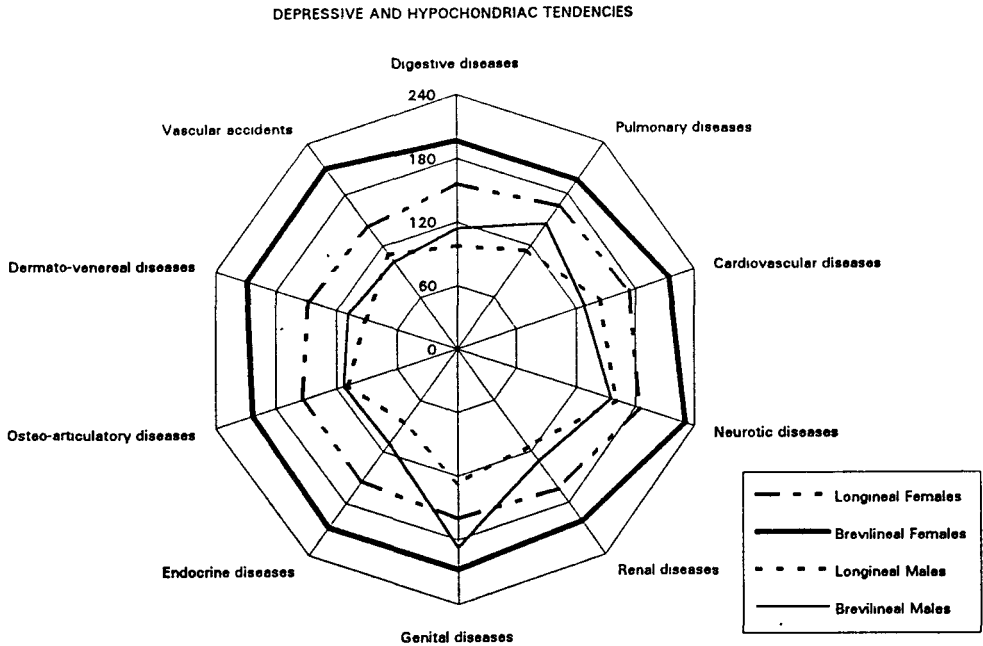 DEPRESSIVE AND HYPOCHONDRIAC TENDENCIES
Digestive diseases
240
Vascular accidents
Pulmonary diseases
180
120
Dermato-venereal diseases
Cardiovascular diseases
60
0
Osteo-articulatory diseases
Neurotic diseases
Longineal Females
Brevilineal Females
Endocrine diseases
Renal diseases
Longineal Males
Brevilineal Males
Genital diseases